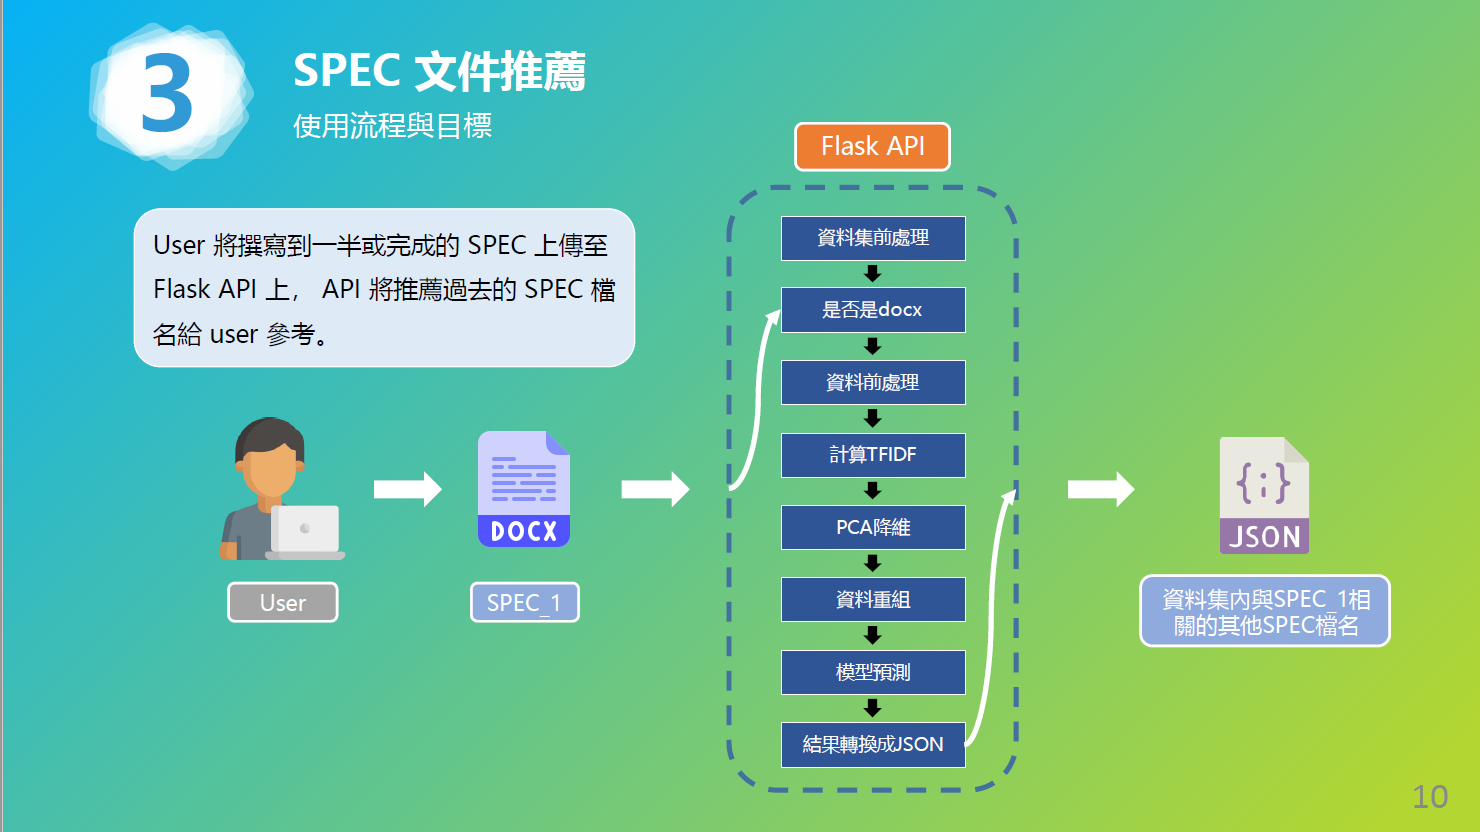 3
SPEC 文件推薦
使用流程與目標
User 將撰寫到一半或完成的 SPEC 上傳至
Flask API 上， API 將推薦過去的 SPEC 檔
名給 user 參考。
User
DOCX
SPEC_1
Flask API
資料集前處理
是否是docx
資料前處理
計算TFIDF
PCA降維
資料重組
模型預測
結果轉換成JSON
{;}
JSON
資料集內與SPEC_1相
關的其他SPEC檔名
10